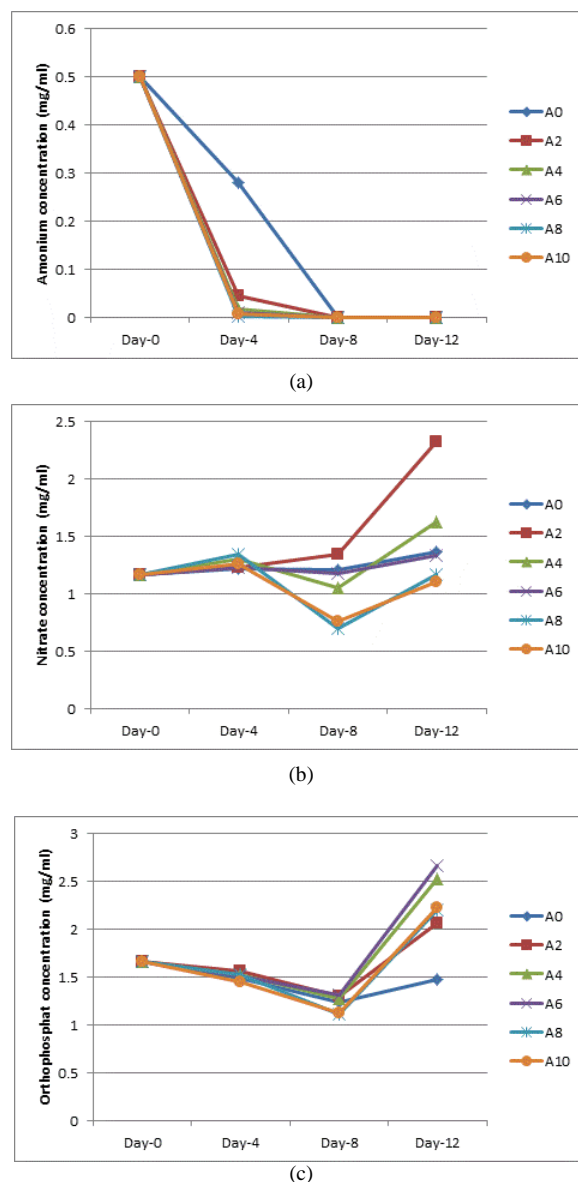 0.6
0.5
0.4
0.3
0.2
0.1
0
Amonium concentration (mg/ml)
Day-0 Day-4 Day-8 Day-12
A0
A2
A4
A6
A8
A10
(a)
2.5
2
1.5
1
0.5
0
Nitrate concentration (mg/ml)
Day-0 Day-4 Day-8 Day-12
A0
A2
A4
A6
A8
A10
(b)
3
2.5
2
1.5
1
0.5
0
Orthophosphat concentration (mg/ml)
Day-0 Day-4 Day-8 Day-12
A0
A2
A4
A6
A8
A10
(c)